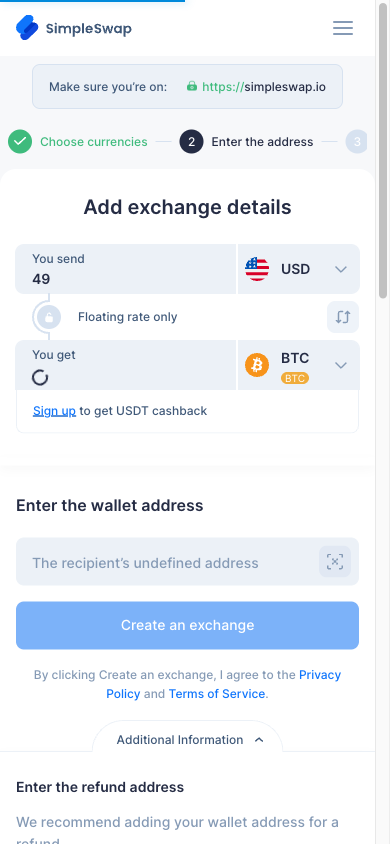 SimpleSwap
Make sure you're on: https://simpleswap.io
Choose currencies 2 Enter the address 3
Add exchange details
You send
49
USD
Floating rate only
You get
BTC
BTC
Sign up to get USDT cashback
Enter the wallet address
The recipient's undefined address
Create an exchange
By clicking Create an exchange, I agree to the Privacy
Policy and Terms of Service.
Additional Information
Enter the refund address
We recommend adding your wallet address for a
refund